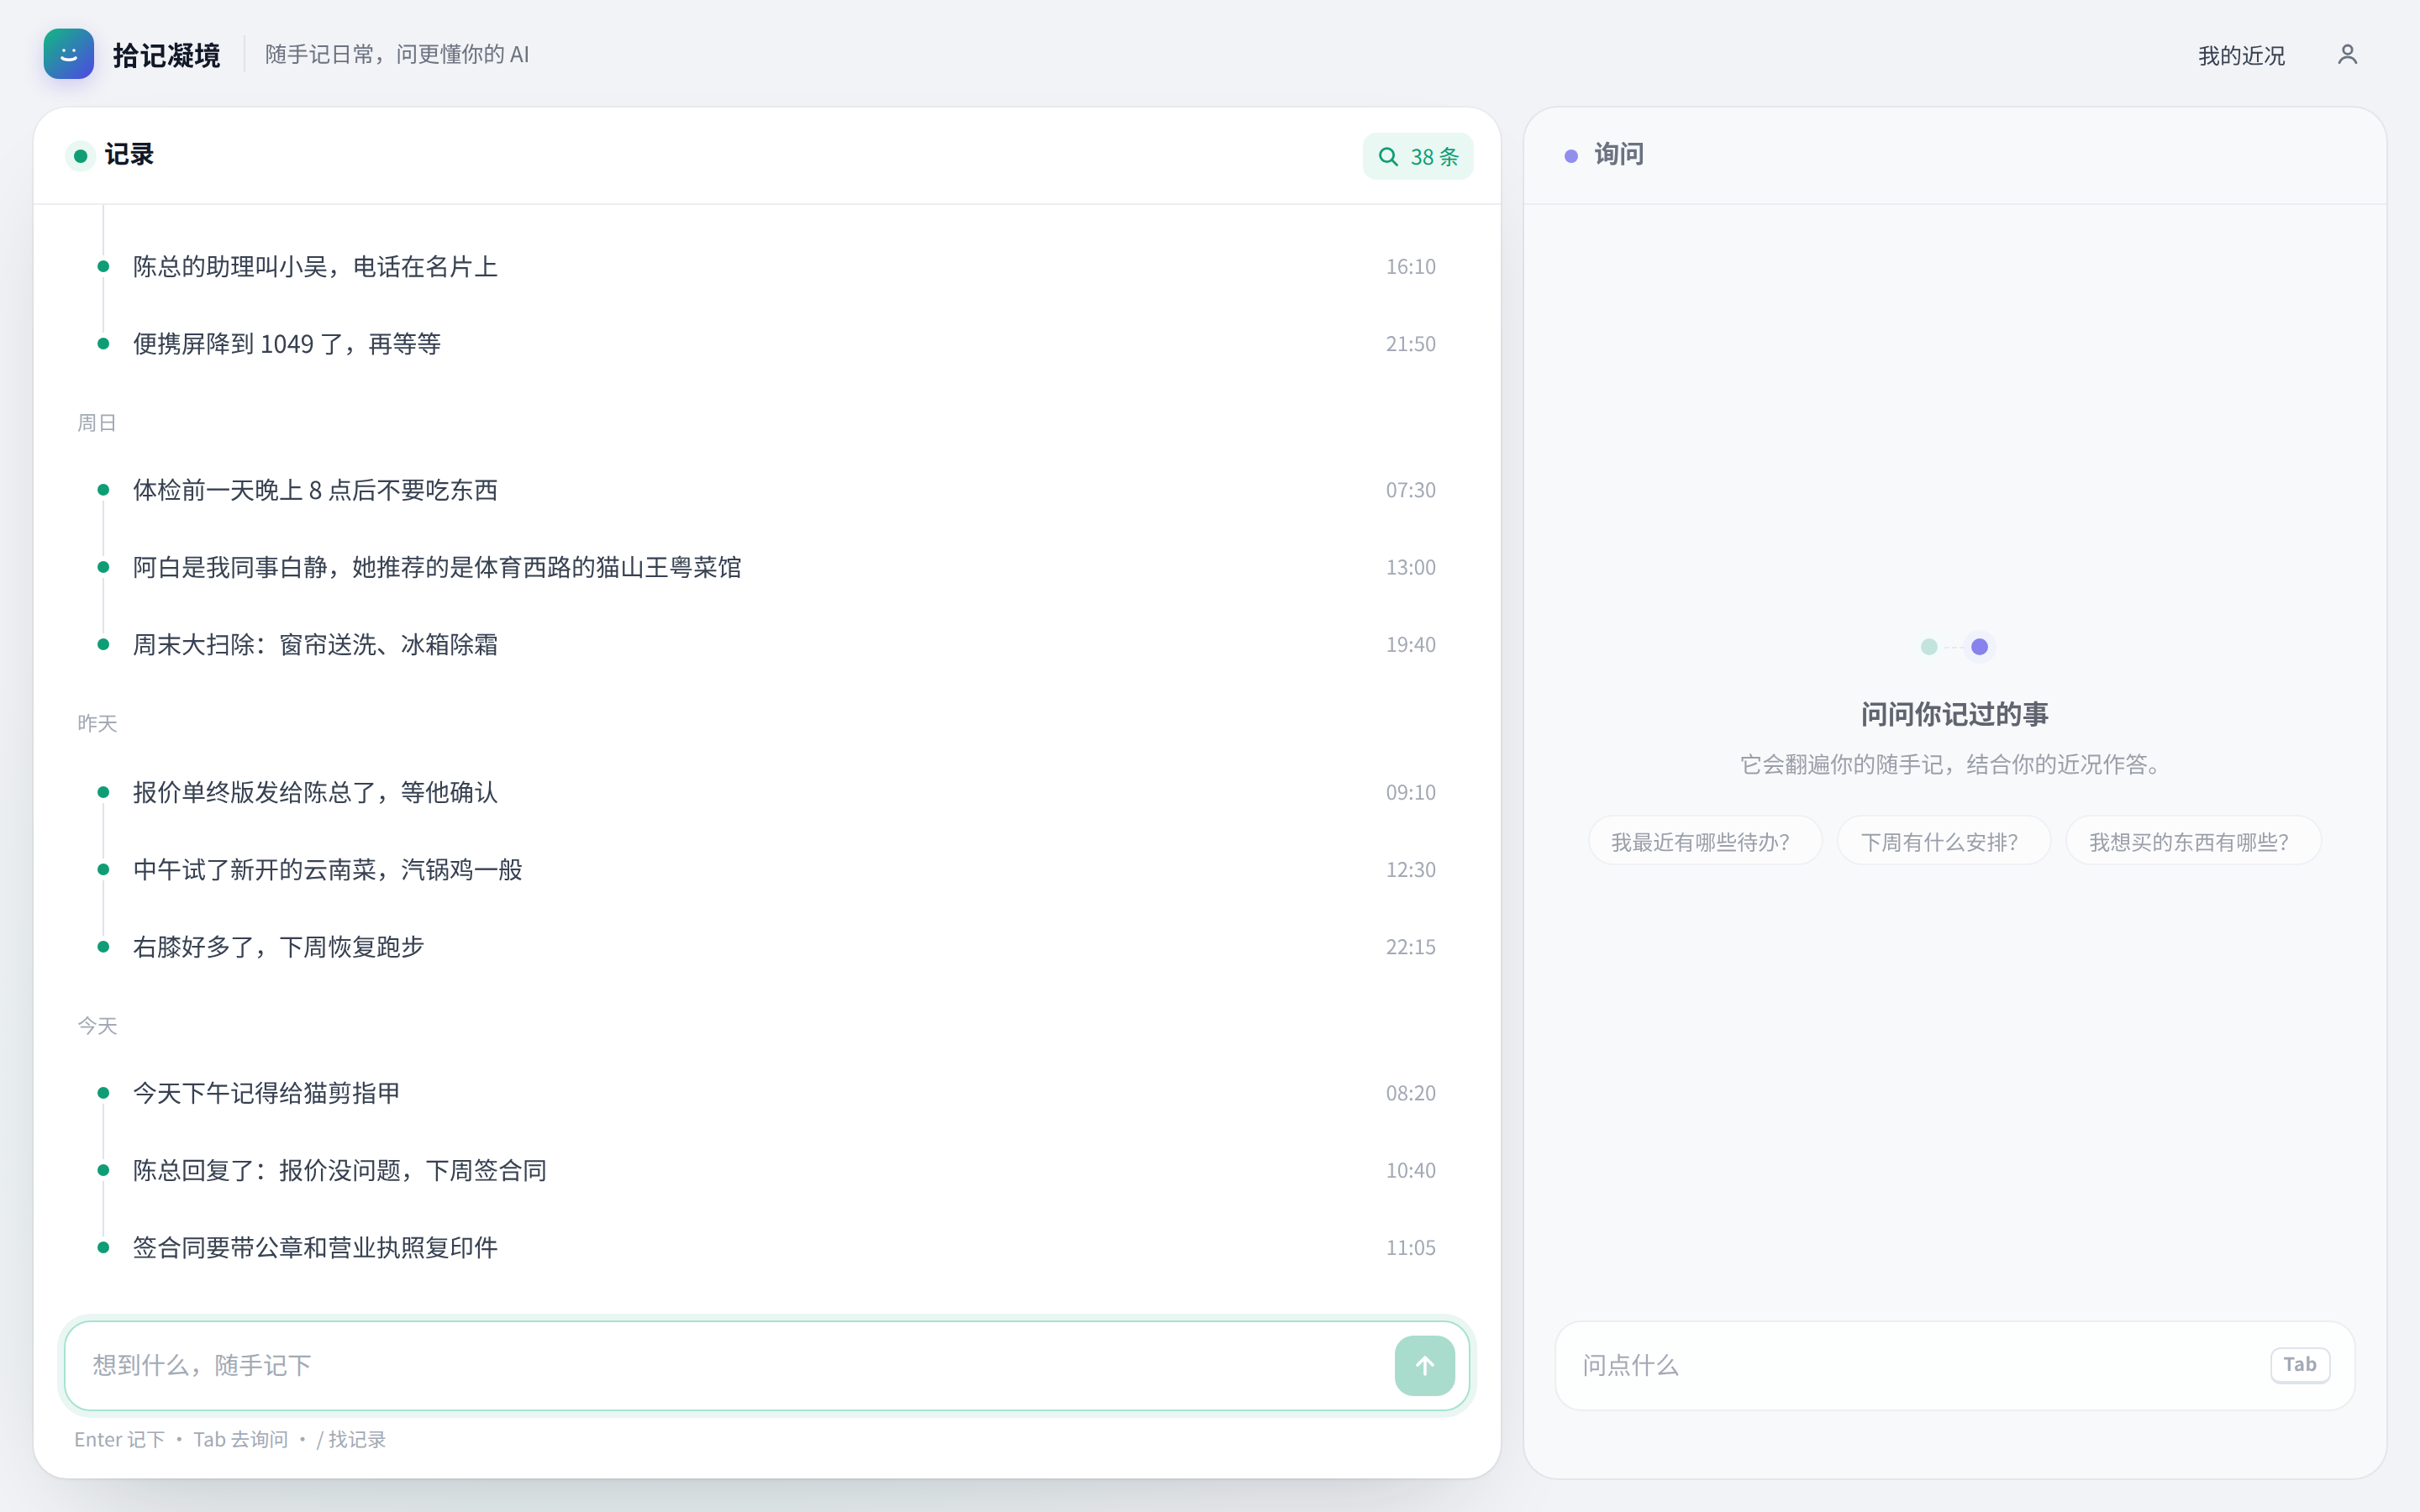 拾记凝境
随手记日常，问更懂你的 AI
我的近况
记录
38 条
陈总的助理叫小吴，电话在名片上 16:10
便携屏降到 1049 了，再等等 21:50
周日
体检前一天晚上 8 点后不要吃东西 07:30
阿白是我同事白静，她推荐的是体育西路的猫山王粤菜馆 13:00
周末大扫除：窗帘送洗、冰箱除霜 19:40
昨天
报价单终版发给陈总了，等他确认 09:10
中午试了新开的云南菜，汽锅鸡一般 12:30
右膝好多了，下周恢复跑步 22:15
今天
今天下午记得给猫剪指甲 08:20
陈总回复了：报价没问题，下周签合同 10:40
签合同要带公章和营业执照复印件 11:05
想到什么，随手记下
Enter 记下 · Tab 去询问 · / 找记录
询问
问问你记过的事
它会翻遍你的随手记，结合你的近况作答。
我最近有哪些待办？
下周有什么安排？
我想买的东西有哪些？
问点什么
Tab